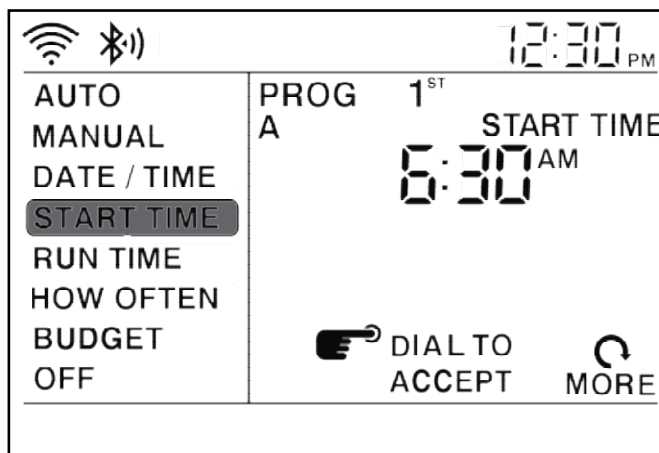 12:30 PM
AUTO
MANUAL
DATE / TIME
START TIME
RUN TIME
HOW OFTEN
BUDGET
OFF
PROG 1ST
A START TIME
6:30 AM
DIAL TO
ACCEPT
MORE